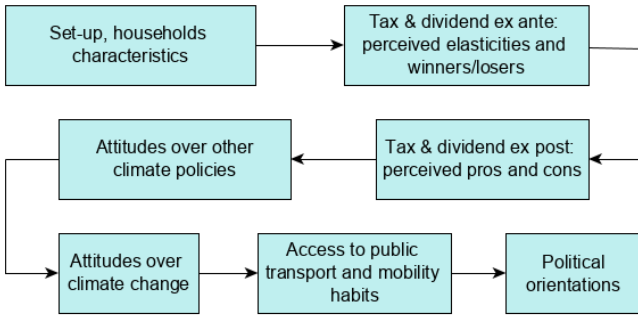 Set-up, households
characteristics
Tax & dividend ex ante:
perceived elasticities and
winners/losers
Tax & dividend ex post:
perceived pros and cons
Attitudes over other
climate policies
Attitudes over
climate change
Access to public
transport and mobility
habits
Political
orientations